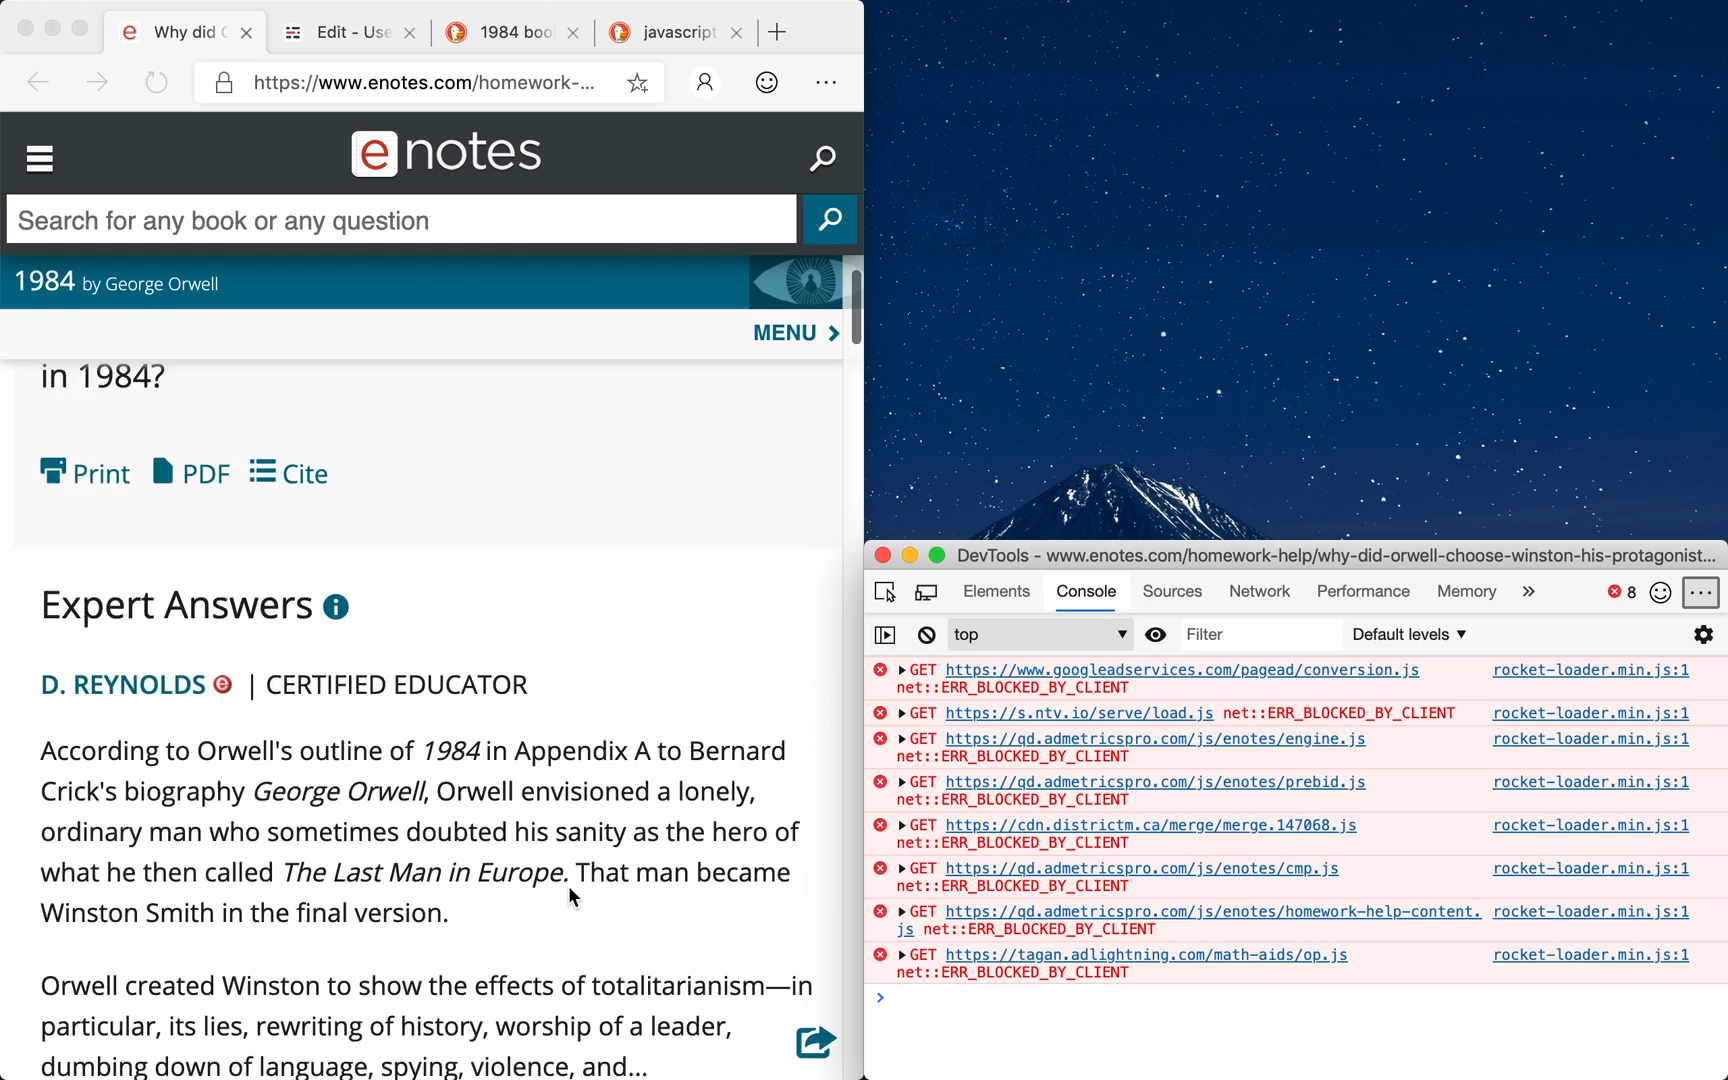 Why did
Edit - Use
1984 boo
javascript
https://www.enotes.com/homework-...
enotes
Search for any book or any question
1984 by George Orwell
MENU
in 1984?
Print PDF Cite
Expert Answers
D. REYNOLDS e | CERTIFIED EDUCATOR
According to Orwell's outline of 1984 in Appendix A to Bernard
Crick's biography George Orwell, Orwell envisioned a lonely,
ordinary man who sometimes doubted his sanity as the hero of
what he then called The Last Man in Europe. That man became
Winston Smith in the final version.
Orwell created Winston to show the effects of totalitarianism—in
particular, its lies, rewriting of history, worship of a leader,
dumbing down of language, spying, violence, and...
DevTools - www.enotes.com/homework-help/why-did-orwell-choose-winston-his-protagonist...
Elements Console Sources Network Performance Memory » 8
top Filter Default levels
GET https://www.googleadservices.com/pagead/conversion.js rocket-loader.min.js:1
net::ERR_BLOCKED_BY_CLIENT
GET https://s.ntv.io/serve/load.js net::ERR_BLOCKED_BY_CLIENT rocket-loader.min.js:1
GET https://qd.admetricspro.com/js/enotes/engine.js rocket-loader.min.js:1
net::ERR_BLOCKED_BY_CLIENT
GET https://qd.admetricspro.com/js/enotes/prebid.js rocket-loader.min.js:1
net::ERR_BLOCKED_BY_CLIENT
GET https://cdn.districtm.ca/merge/merge.147068.js rocket-loader.min.js:1
net::ERR_BLOCKED_BY_CLIENT
GET https://qd.admetricspro.com/js/enotes/cmp.js rocket-loader.min.js:1
net::ERR_BLOCKED_BY_CLIENT
GET https://qd.admetricspro.com/js/enotes/homework-help-content. rocket-loader.min.js:1
js net::ERR_BLOCKED_BY_CLIENT
GET https://tagan.adlightning.com/math-aids/op.js rocket-loader.min.js:1
net::ERR_BLOCKED_BY_CLIENT